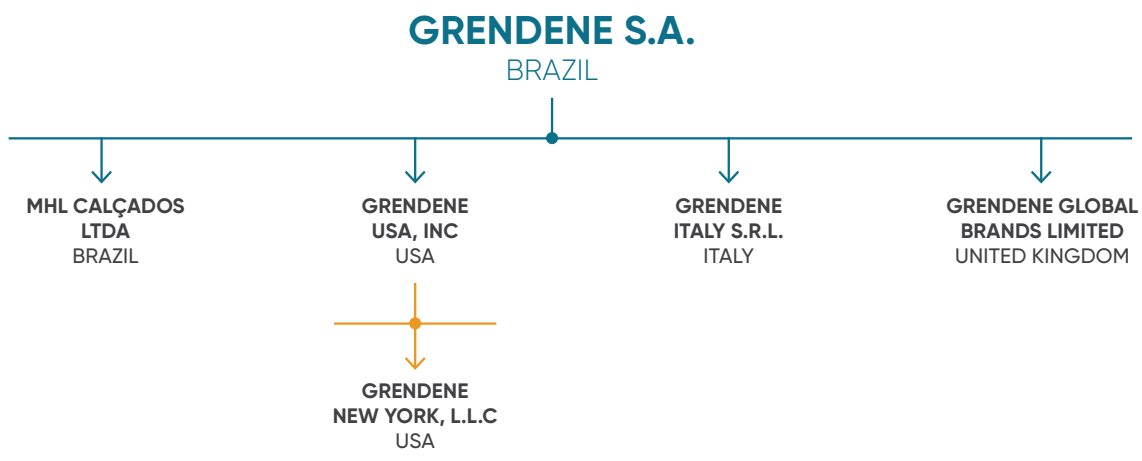 GRENDENE S.A.
BRAZIL
MHL CALÇADOS
LTDA
BRAZIL
GRENDENE
USA, INC
USA
GRENDENE
ITALY S.R.L.
ITALY
GRENDENE GLOBAL
BRANDS LIMITED
UNITED KINGDOM
GRENDENE
NEW YORK, L.L.C
USA